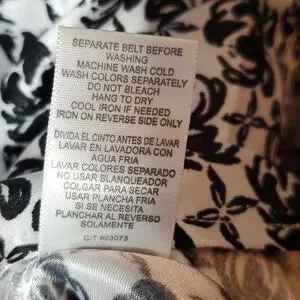 SEPARATE BELT BEFORE
WASHING
MACHINE WASH COLD
WASH COLORS SEPARATELY
DO NOT BLEACH
HANG TO DRY
COOL IRON IF NEEDED
IRON ON REVERSE SIDE ONLY
DIVIDA EL CINTO ANTES DE LAVAR
LAVAR EN LAVADORA CON
AGUA FRIA
LAVAR COLORES SEPARADO
NO USAR BLANQUEADOR
COLGAR PARA SECAR
USAR PLANCHA FRIA
SI ES NECESARIO
PLANCHAR AL REVERSO
SOLAMENTE
C/T 603073